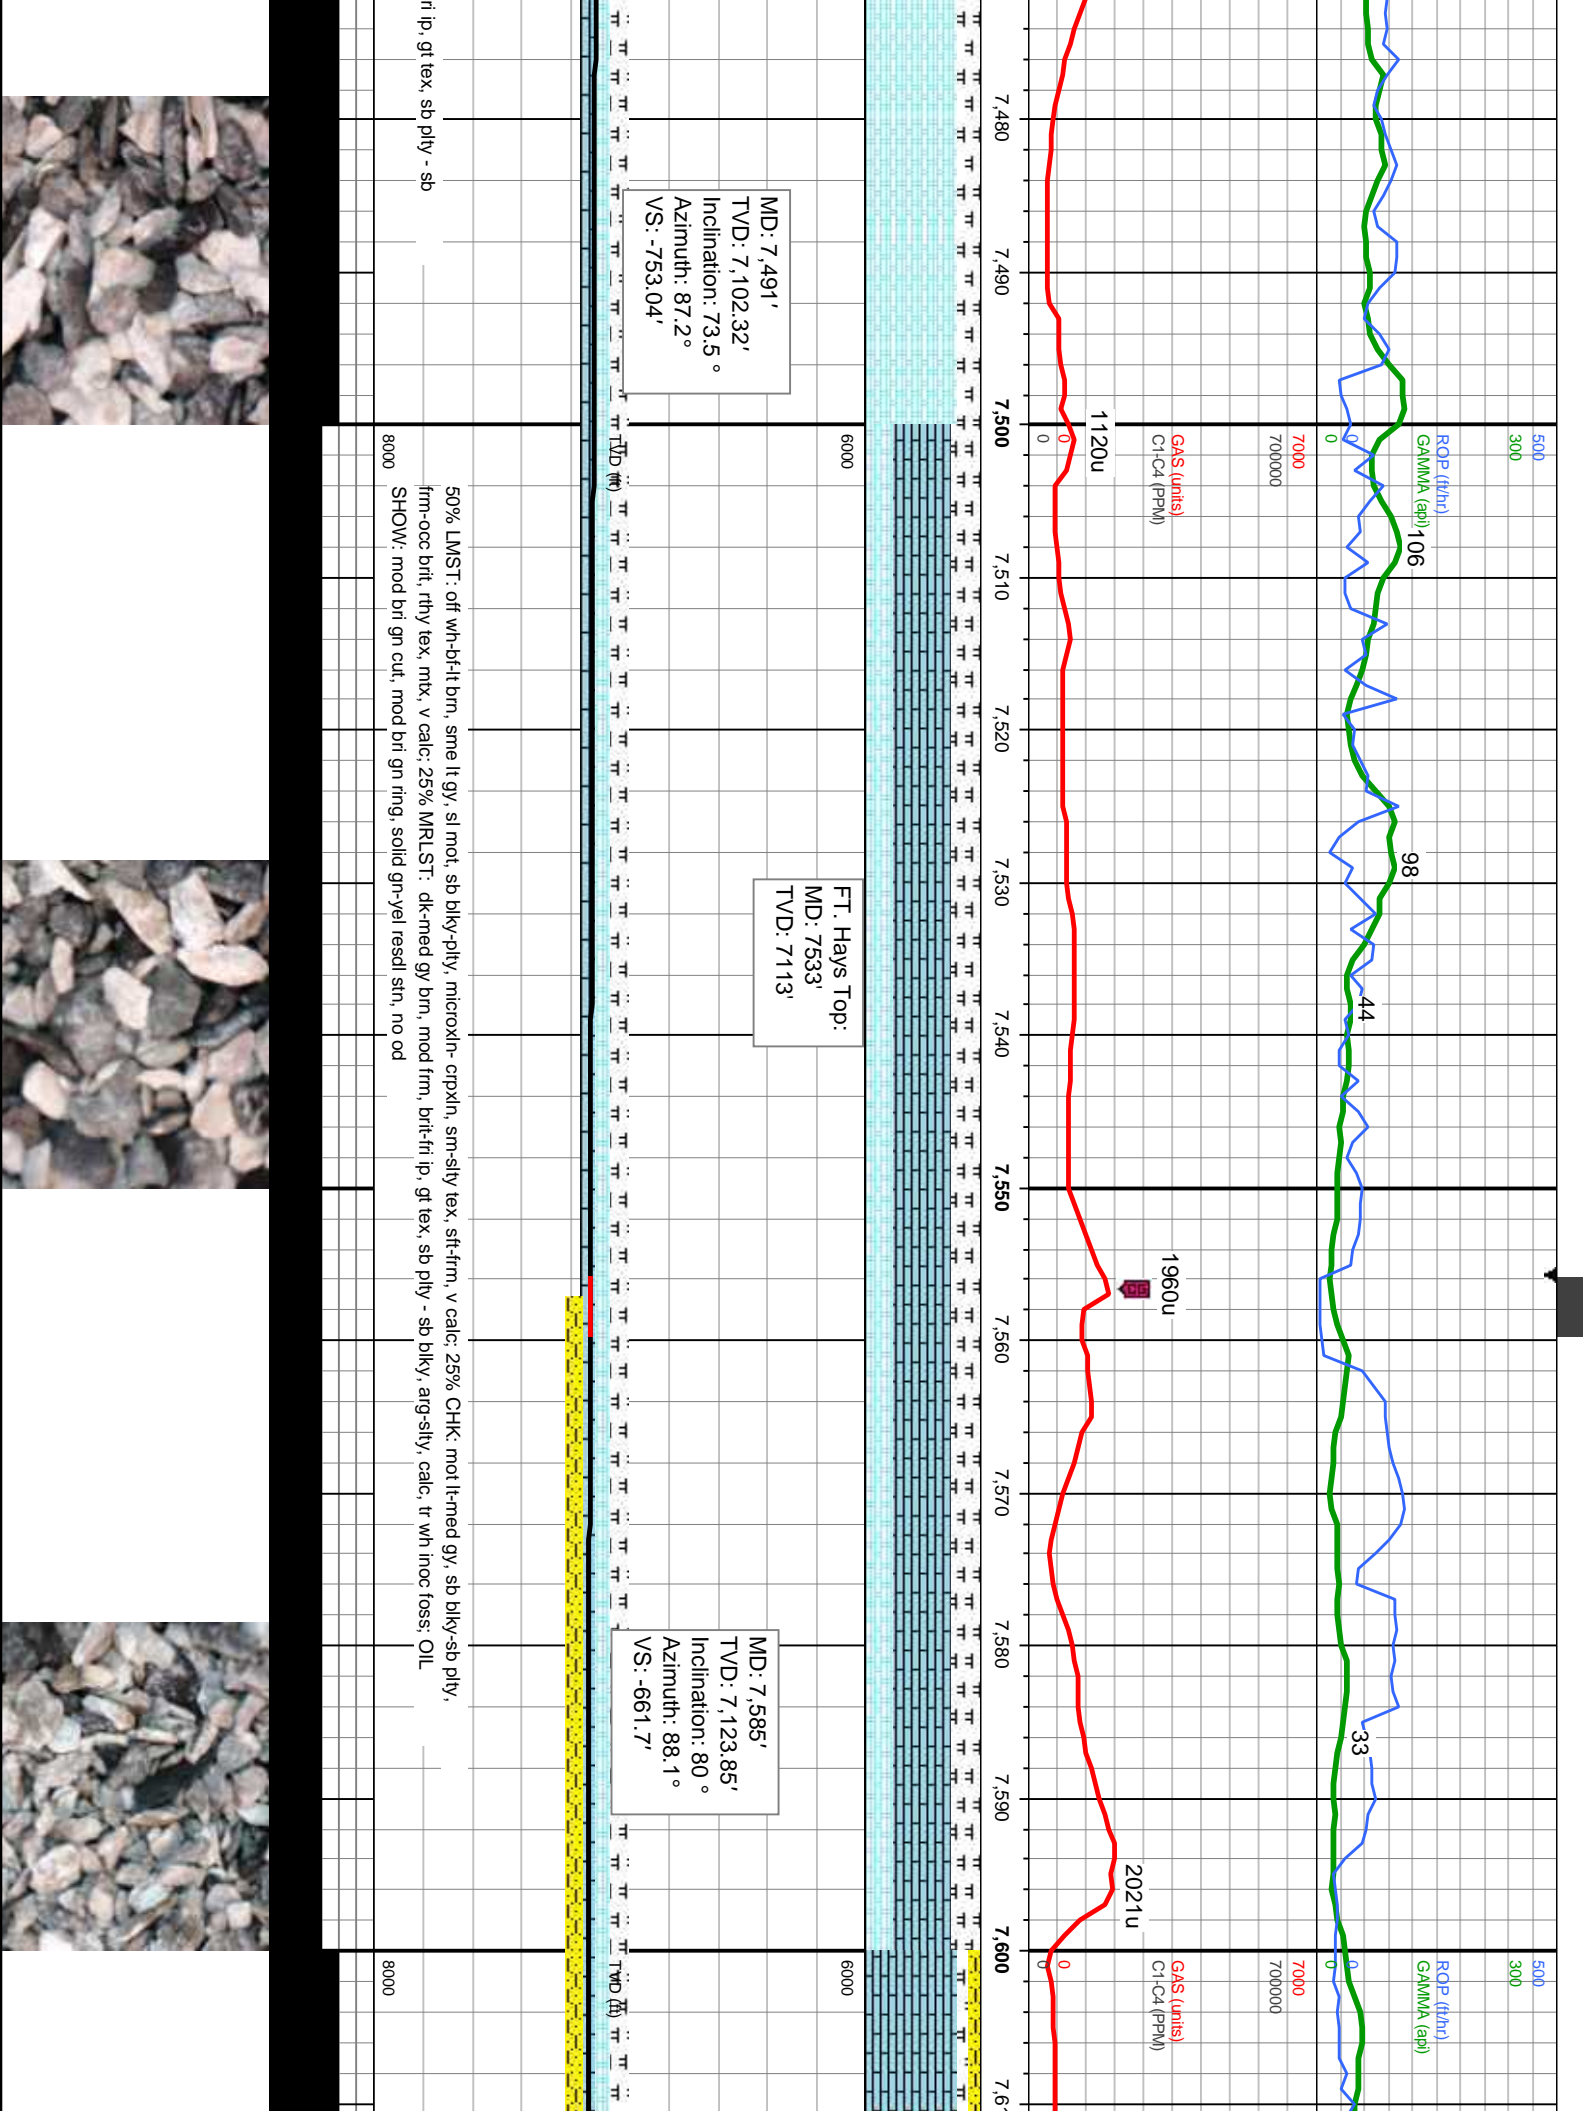 500
300
ROP (ft/hr)
GAMMA (api)
0
0
106
98
44
33
500
300
ROP (ft/hr)
GAMMA (api)
0
0
7000
700000
GAS (units)
C1-C4 (PPM)
0
0
1120u
1960u
2021u
7000
700000
GAS (units)
C1-C4 (PPM)
0
0
7,480
7,490
7,500
7,510
7,520
7,530
7,540
7,550
7,560
7,570
7,580
7,590
7,600
6000
6000
FT. Hays Top:
MD: 7533'
TVD: 7113'
MD: 7,491'
TVD: 7,102.32'
Inclination: 73.5 °
Azimuth: 87.2°
VS: -753.04'
MD: 7,585'
TVD: 7,123.85'
Inclination: 80 °
Azimuth: 88.1°
VS: -661.7'
TVD (ft)
TVD (ft)
ri ip, gt tex, sb plty - sb
50% LMST: off wh-bf-lt brn, sme lt gy, sl mot, sb blky-plty, microxln- crpxln, sm-slty tex, sft-frm, v calc; 25% CHK: mot lt-med gy, sb blky-sb plty,
frm-occ brit, rthy tex, mtx, v calc; 25% MRLST: dk-med gy brn, mod frm, brit-fri ip, gt tex, sb plty - sb blky, arg-slty, calc, tr wh inoc foss; OIL
SHOW: mod bri gn cut, mod bri gn ring, solid gn-yel resdl stn, no od
8000
8000